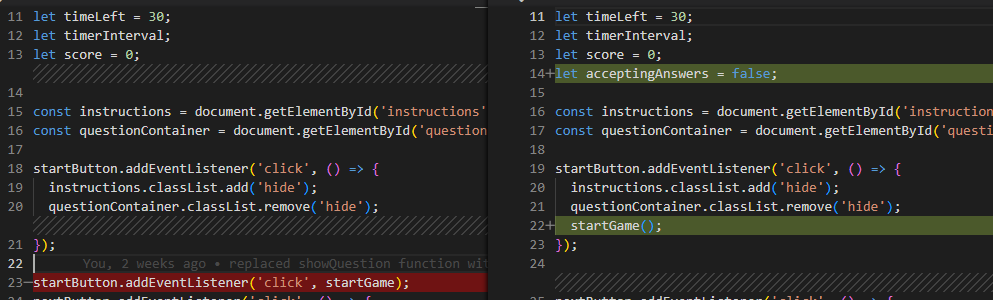 11 let timeLeft = 30;
12 let timerInterval;
13 let score = 0;
14
15 const instructions = document.getElementById('instructions'
16 const questionContainer = document.getElementById('question
17
18 startButton.addEventListener('click', () => {
19 instructions.classList.add('hide');
20 questionContainer.classList.remove('hide');
21 });
22 You, 2 weeks ago • replaced showQuestion function wit
23− startButton.addEventListener('click', startGame);
11 let timeLeft = 30;
12 let timerInterval;
13 let score = 0;
14+ let acceptingAnswers = false;
15
16 const instructions = document.getElementById('instruction
17 const questionContainer = document.getElementById('questi
18
19 startButton.addEventListener('click', () => {
20 instructions.classList.add('hide');
21 questionContainer.classList.remove('hide');
22+ startGame();
23 });
24